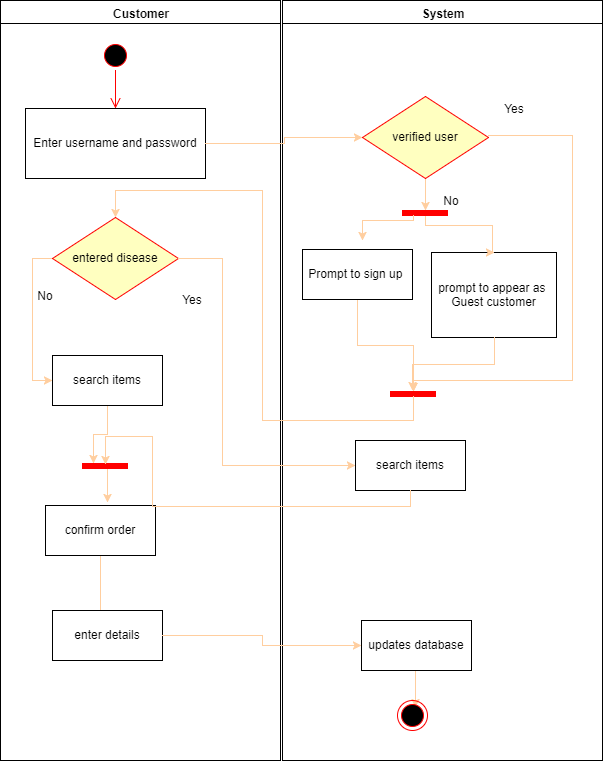 Customer
System
Enter username and password
verified user
Yes
No
entered disease
No
Yes
Prompt to sign up
prompt to appear as
Guest customer
search items
search items
confirm order
enter details
updates database